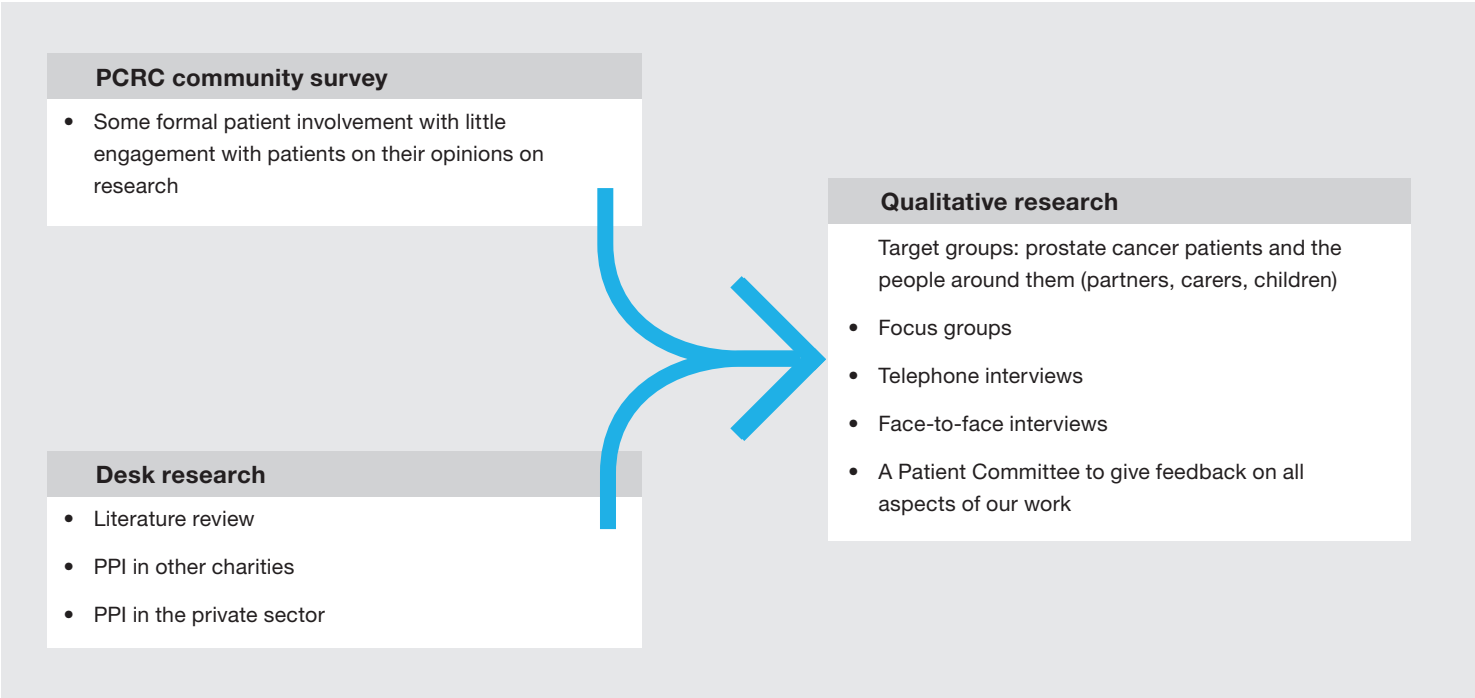 PCRC community survey
• Some formal patient involvement with little
engagement with patients on their opinions on
research
Desk research
• Literature review
• PPI in other charities
• PPI in the private sector
Qualitative research
Target groups: prostate cancer patients and the
people around them (partners, carers, children)
• Focus groups
• Telephone interviews
• Face-to-face interviews
• A Patient Committee to give feedback on all
aspects of our work